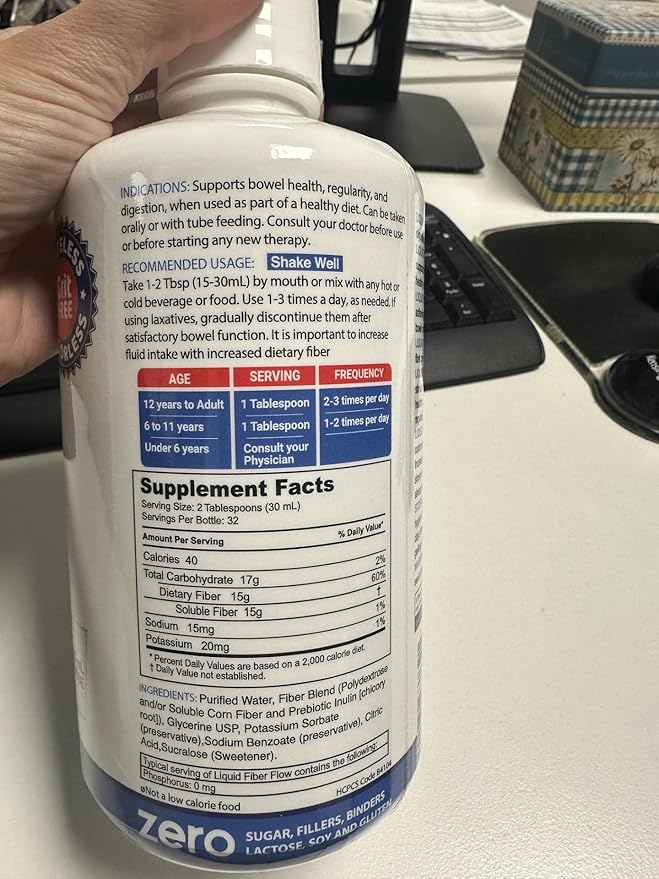 INDICATIONS: Supports bowel health, regularity, and
digestion, when used as part of a healthy diet. Can be taken
orally or with tube feeding. Consult your doctor before use
or before starting any new therapy.
RECOMMENDED USAGE: Shake Well
Take 1-2 Tbsp (15-30mL) by mouth or mix with any hot or
cold beverage or food. Use 1-3 times a day, as needed. If
using laxatives, gradually discontinue them after
satisfactory bowel function. It is important to increase
fluid intake with increased dietary fiber
AGE SERVING FREQUENCY
12 years to Adult 1 Tablespoon 2-3 times per day
6 to 11 years 1 Tablespoon 1-2 times per day
Under 6 years Consult your
Physician
Supplement Facts
Serving Size: 2 Tablespoons (30 mL)
Servings Per Bottle: 32
Amount Per Serving % Daily Value*
Calories 40
Total Carbohydrate 17g 2%
Dietary Fiber 15g 60%
Soluble Fiber 15g †
Sodium 15mg 1%
Potassium 20mg 1%
* Percent Daily Values are based on a 2,000 calorie diet.
† Daily Value not established.
INGREDIENTS: Purified Water, Fiber Blend (Polydextrose
and/or Soluble Corn Fiber and Prebiotic Inulin [chicory
root]), Glycerine USP, Potassium Sorbate
(preservative),Sodium Benzoate (preservative), Citric
Acid,Sucralose (Sweetener).
Typical serving of Liquid Fiber Flow contains the following:
Phosphorus: 0 mg
øNot a low calorie food HCPCS Code B4104
zero SUGAR, FILLERS, BINDERS
LACTOSE, SOY AND GLUTEN
Grit
FREE